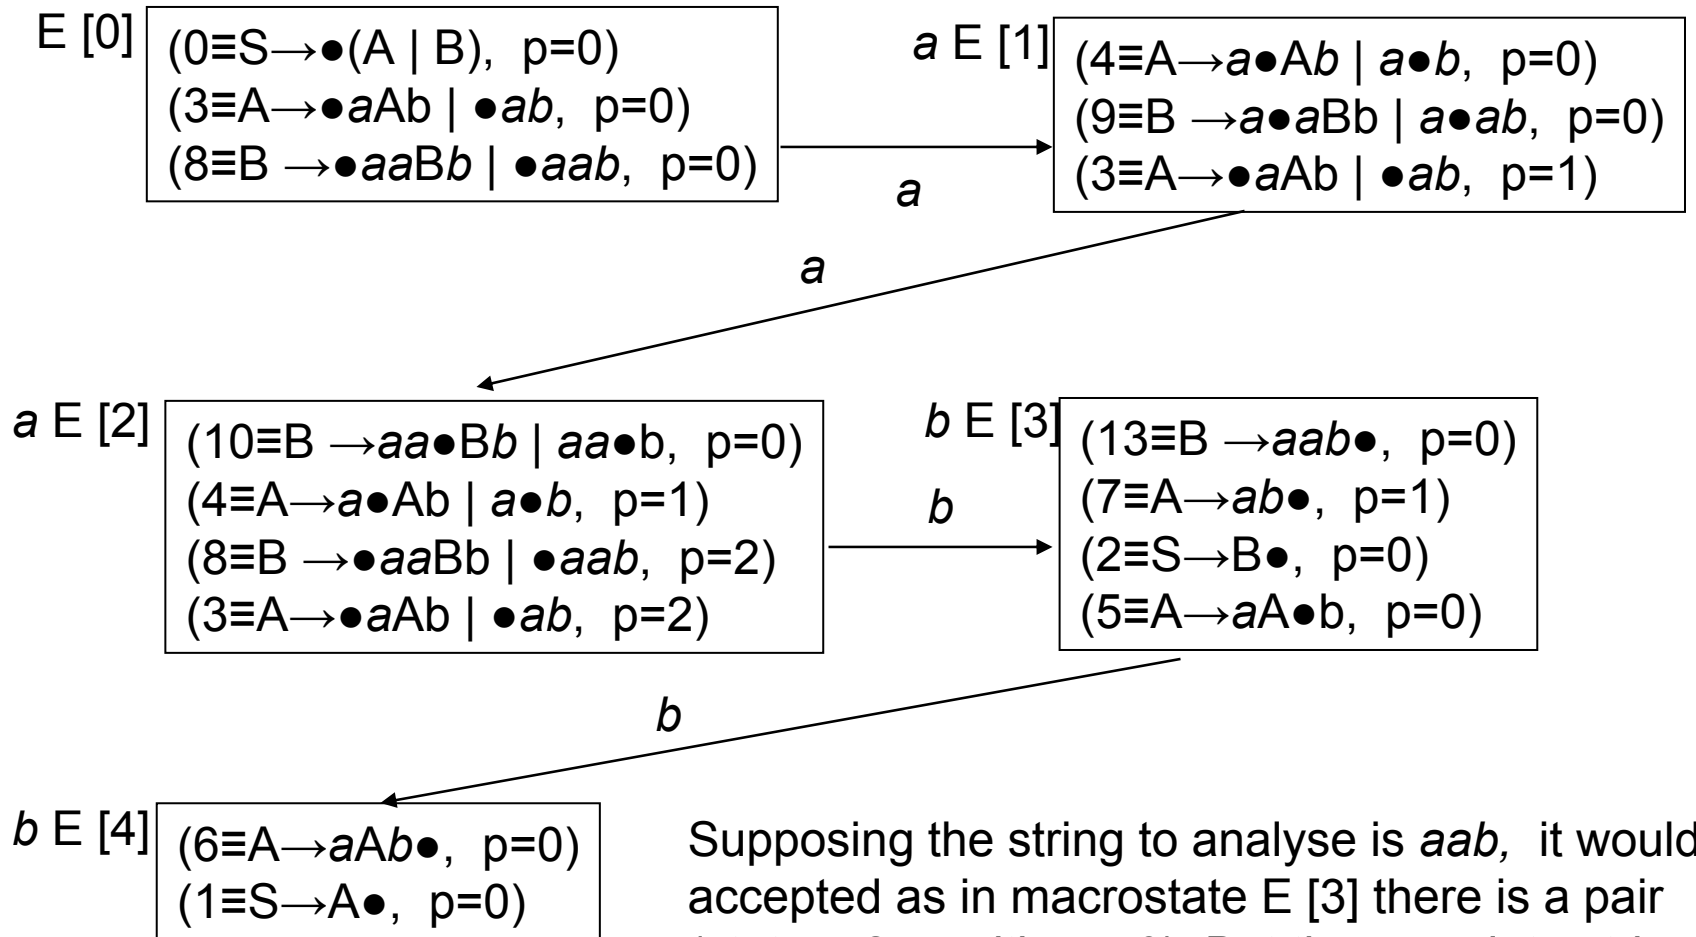 E [0]
(0≡S→●(A | B), p=0)
(3≡A→●aAb | ●ab, p=0)
(8≡B →●aaBb | ●aab, p=0)
a
a E [1]
(4≡A→a●Ab | a●b, p=0)
(9≡B →a●aBb | a●ab, p=0)
(3≡A→●aAb | ●ab, p=1)
a
a E [2]
(10≡B →aa●Bb | aa●b, p=0)
(4≡A→a●Ab | a●b, p=1)
(8≡B →●aaBb | ●aab, p=2)
(3≡A→●aAb | ●ab, p=2)
b
b E [3]
(13≡B →aab●, p=0)
(7≡A→ab●, p=1)
(2≡S→B●, p=0)
(5≡A→aA●b, p=0)
b
b E [4]
(6≡A→aAb●, p=0)
(1≡S→A●, p=0)
Supposing the string to analyse is aab, it would
accepted as in macrostate E [3] there is a pair